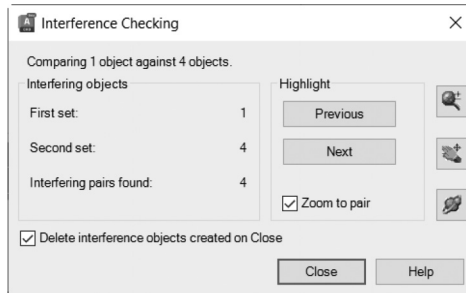 Interference Checking
Comparing 1 object against 4 objects.
Interfering objects
First set: 1
Second set: 4
Interfering pairs found: 4
Highlight
Previous
Next
Zoom to pair
Delete interference objects created on Close
Close
Help